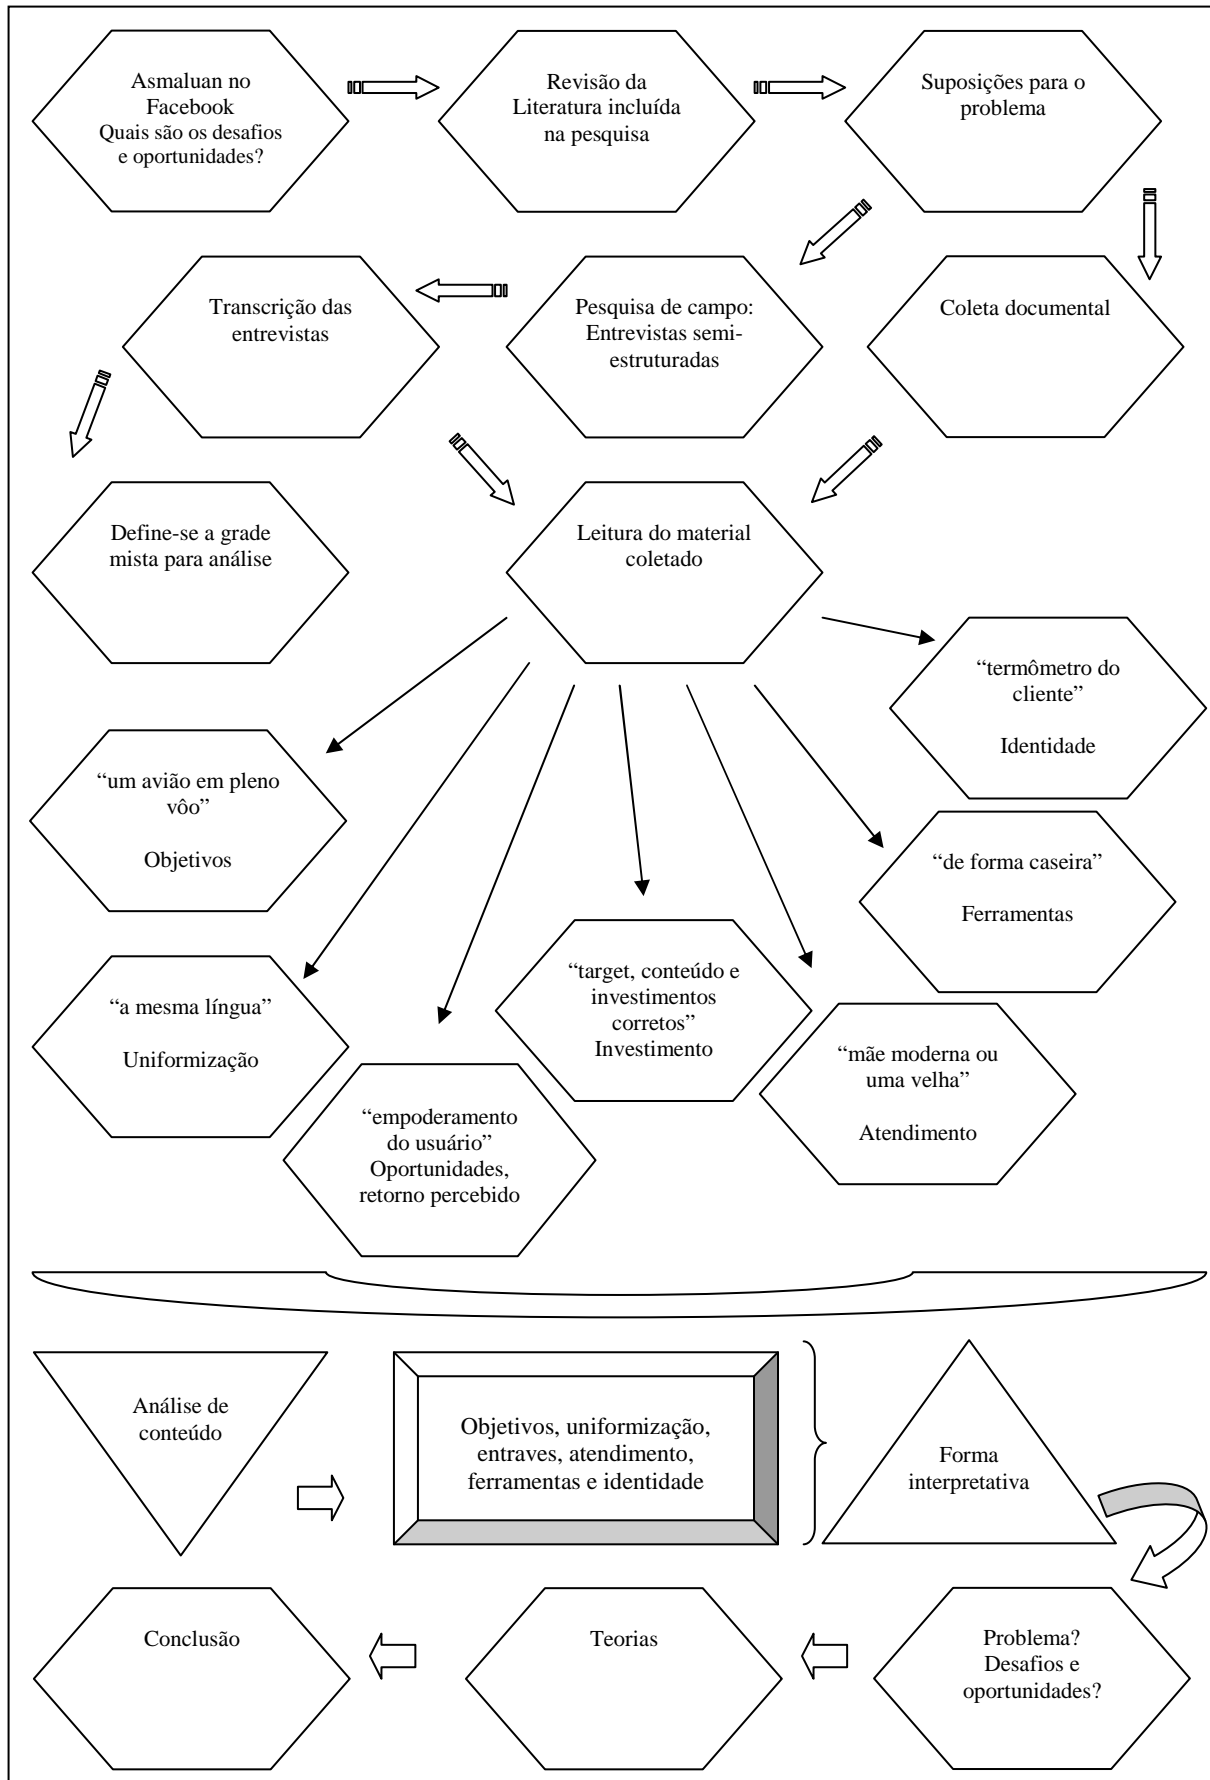 Asmaluan no
Facebook
Quais são os desafios
e oportunidades?
Revisão da
Literatura incluída
na pesquisa
Suposições para o
problema
Transcrição das
entrevistas
Pesquisa de campo:
Entrevistas semi-
estruturadas
Coleta documental
Define-se a grade
mista para análise
Leitura do material
coletado
“termômetro do
cliente”
Identidade
“um avião em pleno
vôo”
Objetivos
“de forma caseira”
Ferramentas
“a mesma língua”
Uniformização
“target, conteúdo e
investimentos
corretos”
Investimento
“mãe moderna ou
uma velha”
Atendimento
“empoderamento
do usuário”
Oportunidades,
retorno percebido
Análise de
conteúdo
Objetivos, uniformização,
entraves, atendimento,
ferramentas e identidade
Forma
interpretativa
Conclusão
Teorias
Problema?
Desafios e
oportunidades?